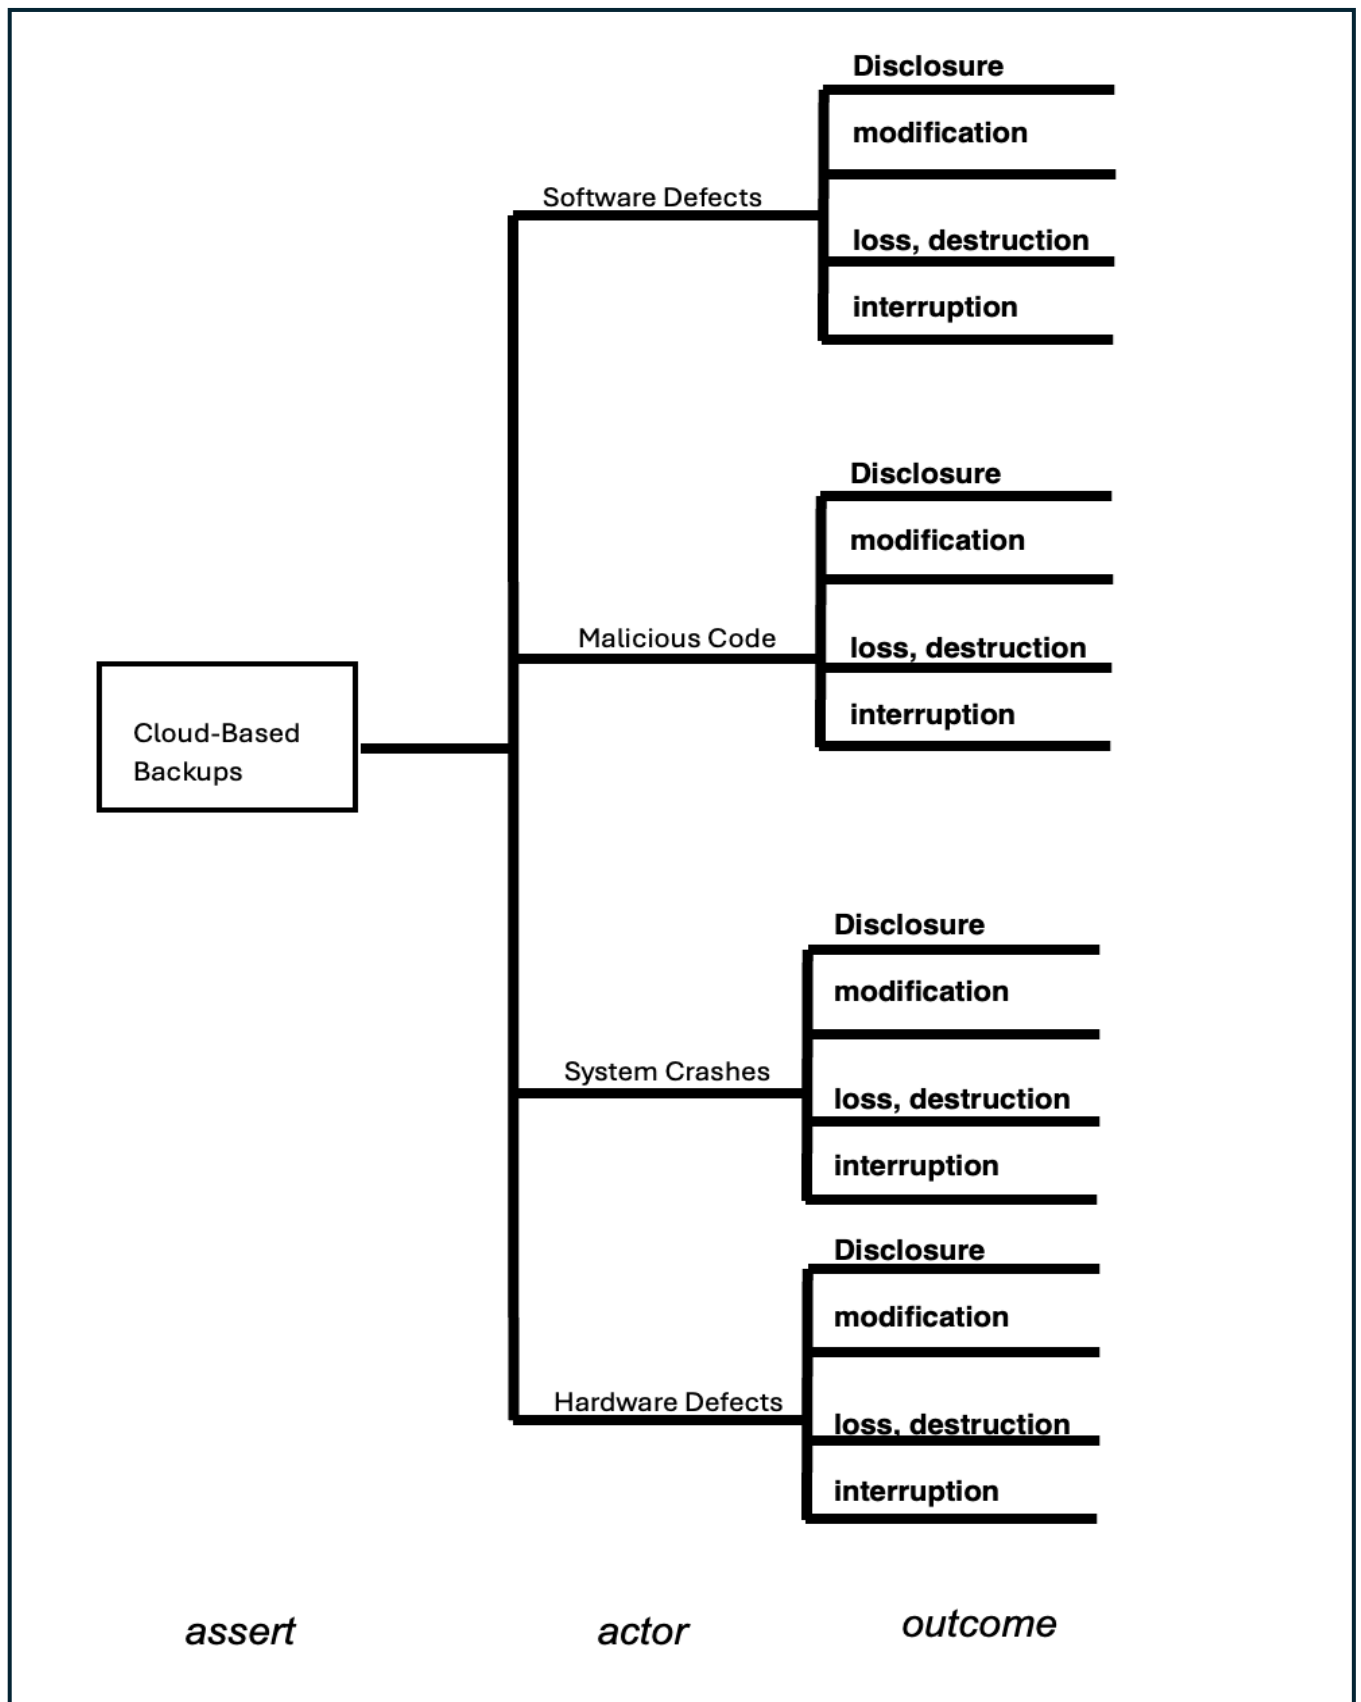 Disclosure
modification
Software Defects
loss, destruction
interruption
Disclosure
modification
Malicious Code
loss, destruction
interruption
Cloud-Based
Backups
Disclosure
modification
System Crashes
loss, destruction
interruption
Disclosure
modification
Hardware Defects
loss, destruction
interruption
assert
actor
outcome